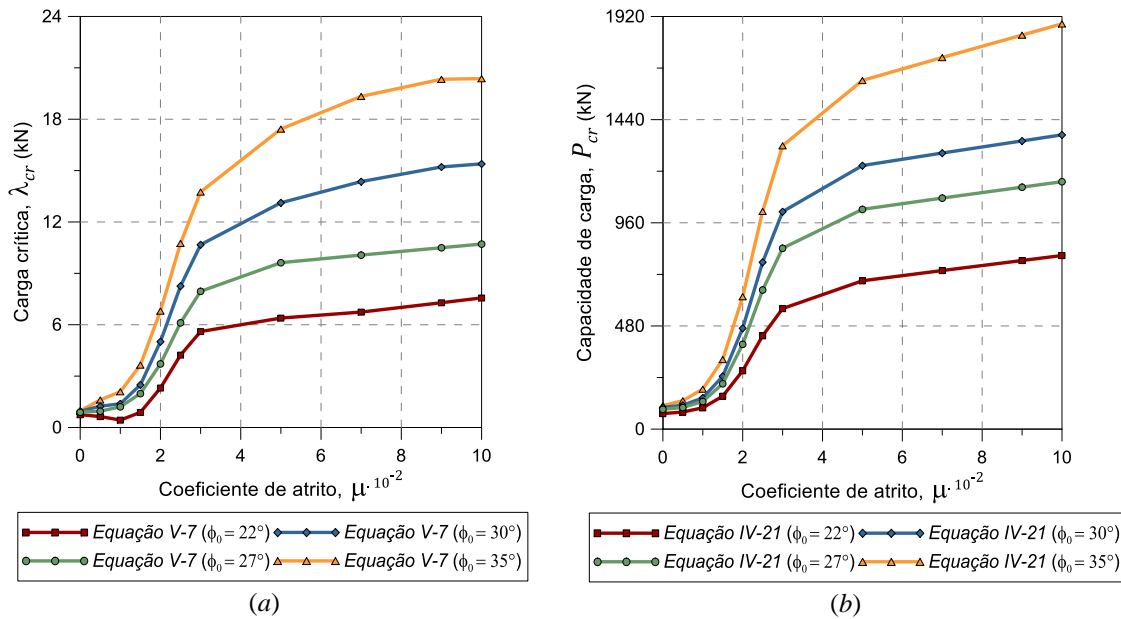 24
18
12
6
0
0
2
4
6
8
10
Carga crítica, λcr (kN)
Coeficiente de atrito, μ·10-2
Equação V-7 (ϕ0 = 22°)
Equação V-7 (ϕ0 = 30°)
Equação V-7 (ϕ0 = 27°)
Equação V-7 (ϕ0 = 35°)
(a)
1920
1440
960
480
0
0
2
4
6
8
10
Capacidade de carga, Pcr (kN)
Coeficiente de atrito, μ·10-2
Equação IV-21 (ϕ0 = 22°)
Equação IV-21 (ϕ0 = 30°)
Equação IV-21 (ϕ0 = 27°)
Equação IV-21 (ϕ0 = 35°)
(b)